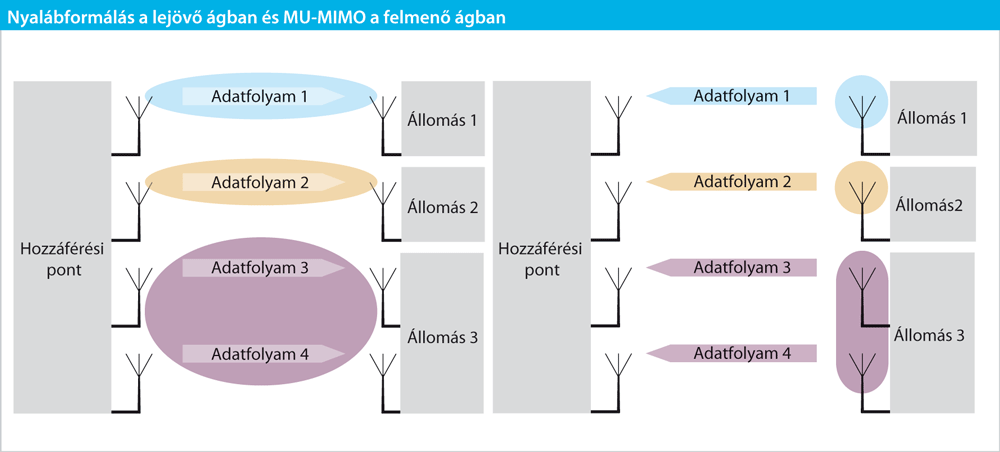 Nyalábformálás a lejövő ágban és MU-MIMO a felmenő ágban
Hozzáférési
pont
Adatfolyam 1
Adatfolyam 2
Adatfolyam 3
Adatfolyam 4
Állomás 1
Állomás 2
Állomás 3
Hozzáférési
pont
Adatfolyam 1
Adatfolyam 2
Adatfolyam 3
Adatfolyam 4
Állomás 1
Állomás2
Állomás 3